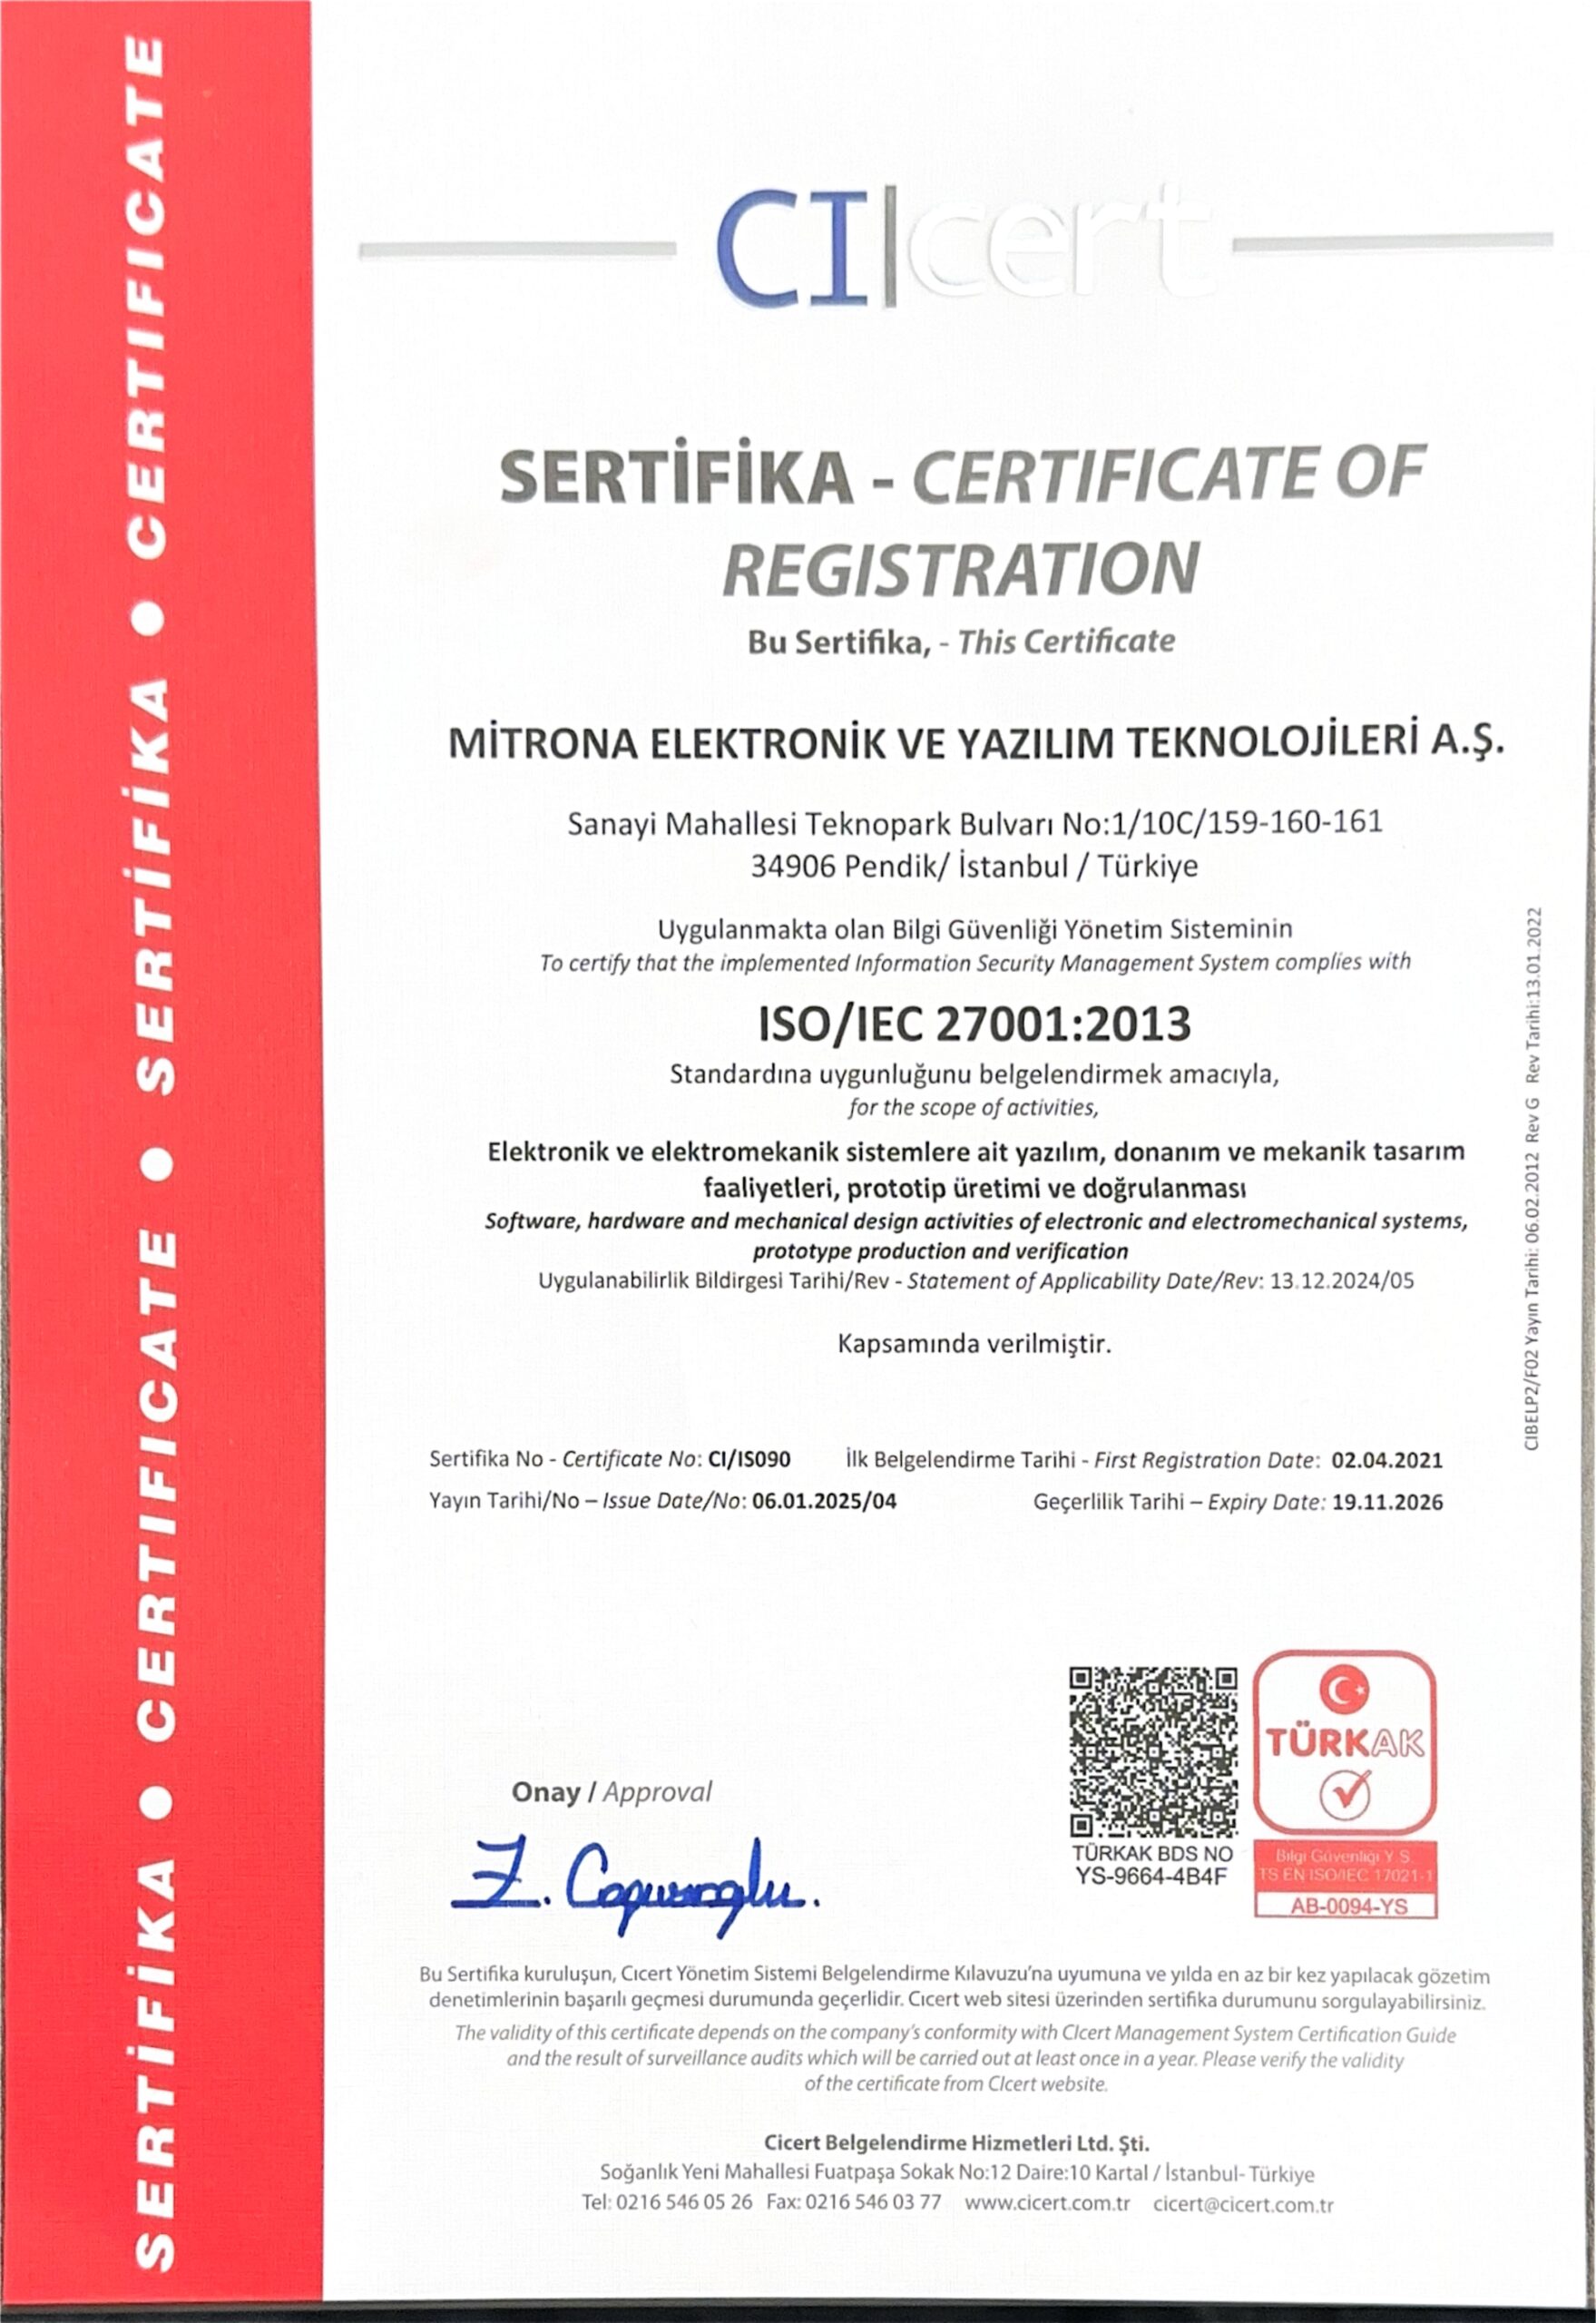 SERTİFİKA ● CERTIFICATE ● SERTİFİKA ● CERTIFICATE
CI|cert
SERTİFİKA - CERTIFICATE OF
REGISTRATION
Bu Sertifika, - This Certificate
MİTRONA ELEKTRONİK VE YAZILIM TEKNOLOJİLERİ A.Ş.
Sanayi Mahallesi Teknopark Bulvarı No:1/10C/159-160-161
34906 Pendik/ İstanbul / Türkiye
Uygulanmakta olan Bilgi Güvenliği Yönetim Sisteminin
To certify that the implemented Information Security Management System complies with
ISO/IEC 27001:2013
Standardına uygunluğunu belgelendirmek amacıyla,
for the scope of activities,
Elektronik ve elektromekanik sistemlere ait yazılım, donanım ve mekanik tasarım
faaliyetleri, prototip üretimi ve doğrulanması
Software, hardware and mechanical design activities of electronic and electromechanical systems,
prototype production and verification
Uygulanabilirlik Bildirgesi Tarihi/Rev - Statement of Applicability Date/Rev: 13.12.2024/05
Kapsamında verilmiştir.
Sertifika No - Certificate No: CI/IS090 İlk Belgelendirme Tarihi - First Registration Date: 02.04.2021
Yayın Tarihi/No – Issue Date/No: 06.01.2025/04 Geçerlilik Tarihi – Expiry Date: 19.11.2026
CIBELP2/F02 Yayın Tarihi: 06.02.2012 Rev G Rev Tarihi:13.01.2022
Onay / Approval
TÜRKAK BDS NO
YS-9664-4B4F
TÜRKAK
Bilgi Güvenliği Y.S.
TS EN ISO/IEC 17021-1
AB-0094-YS
Bu Sertifika kuruluşun, Cıcert Yönetim Sistemi Belgelendirme Kılavuzu'na uyumuna ve yılda en az bir kez yapılacak gözetim
denetimlerinin başarılı geçmesi durumunda geçerlidir. Cıcert web sitesi üzerinden sertifika durumunu sorgulayabilirsiniz.
The validity of this certificate depends on the company's conformity with CIcert Management System Certification Guide
and the result of surveillance audits which will be carried out at least once in a year. Please verify the validity
of the certificate from CIcert website.
Cicert Belgelendirme Hizmetleri Ltd. Şti.
Soğanlık Yeni Mahallesi Fuatpaşa Sokak No:12 Daire:10 Kartal / İstanbul- Türkiye
Tel: 0216 546 05 26 Fax: 0216 546 03 77 www.cicert.com.tr cicert@cicert.com.tr